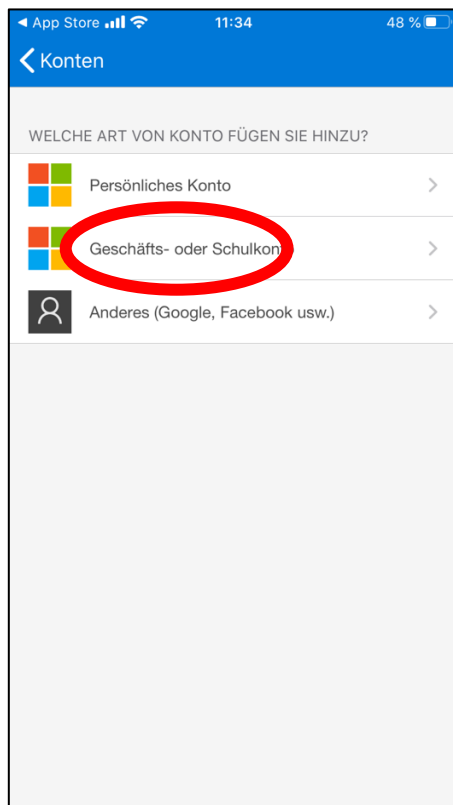 ◀ App Store 11:34 48 %
Konten
WELCHE ART VON KONTO FÜGEN SIE HINZU?
Persönliches Konto
Geschäfts- oder Schulkont
Anderes (Google, Facebook usw.)